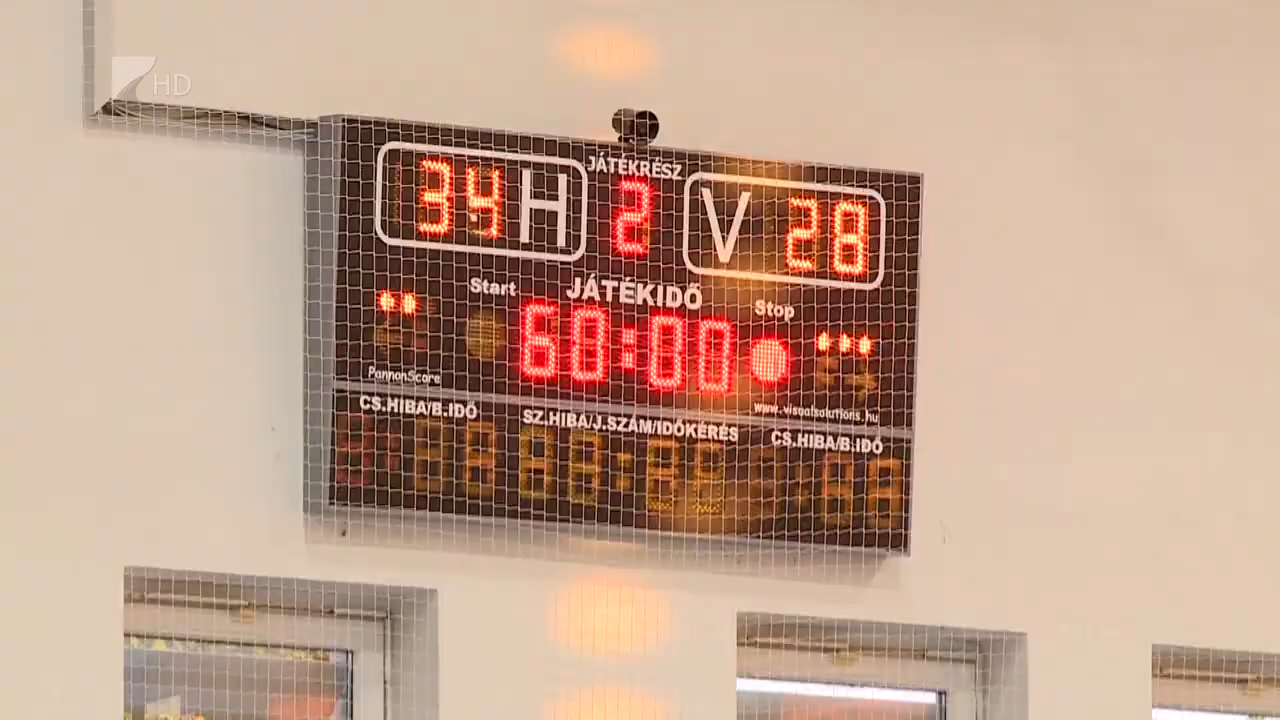 HD
JÁTÉKRÉSZ
34 H 2 V 28
Start JÁTÉKIDŐ Stop
60:00
PannonScore www.visualsolutions.hu
CS.HIBA/B.IDŐ SZ.HIBA/J.SZÁM/IDŐKÉRÉS CS.HIBA/B.IDŐ